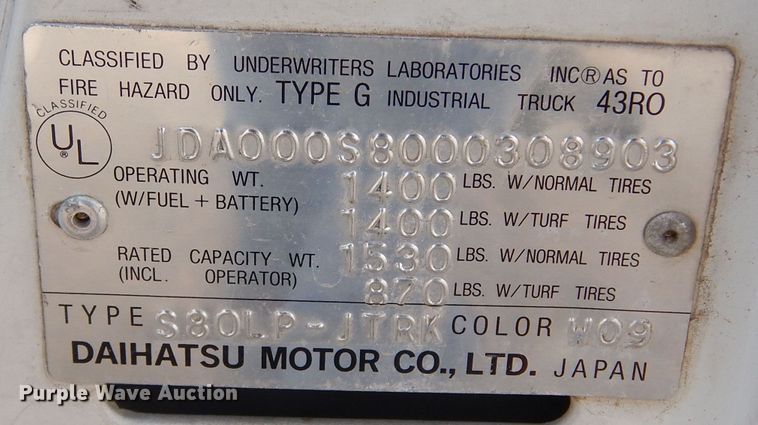 CLASSIFIED BY UNDERWRITERS LABORATORIES INC® AS TO
FIRE HAZARD ONLY. TYPE G INDUSTRIAL TRUCK 43RO
CLASSIFIED
UL®
JDA000S8000308903
OPERATING WT. 1400 LBS. W/NORMAL TIRES
(W/FUEL + BATTERY)
1400 LBS. W/TURF TIRES
RATED CAPACITY WT. 1530 LBS. W/NORMAL TIRES
(INCL. OPERATOR)
870 LBS. W/TURF TIRES
TYPE S80LP-JTRK COLOR W09
DAIHATSU MOTOR CO., LTD. JAPAN
Purple Wave Auction